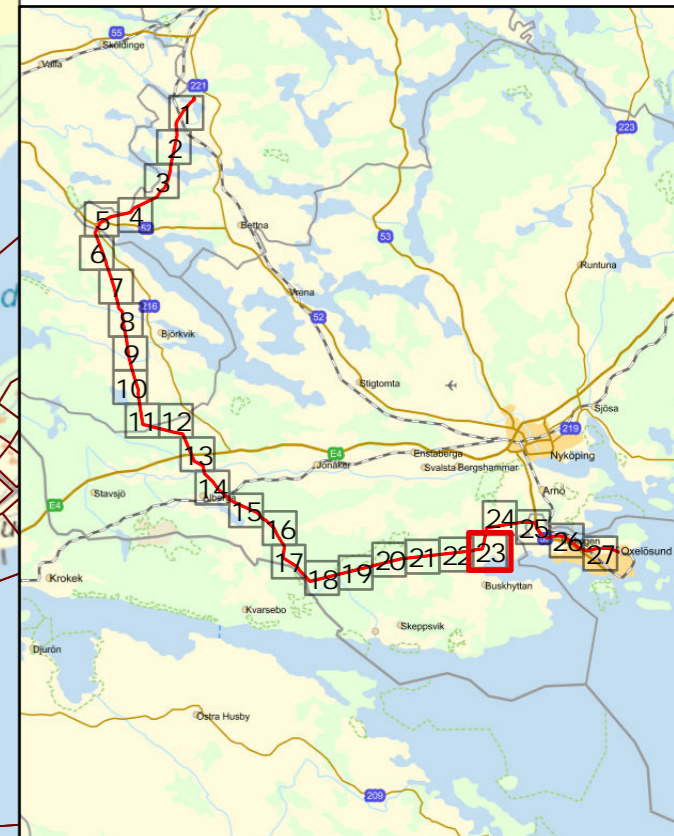 55
Sköldinge
Valla
221
1
223
2
3
5
4
52
Bettna
53
6
Runtuna
7
Vrena
216
8
52
Björkvik
9
10
Stigtomta
Sjösa
11
12
219
13
E4
Enstaberga
Nyköping
Jönåker
Svalsta
Bergshammar
14
Ålberga
Stavsjö
Arnö
E4
15
24
16
25
26
23
27
Oxelösund
17
22
21
20
19
18
Krokek
Buskhyttan
Kvarsebo
Skeppsvik
Djurön
Östra Husby
209